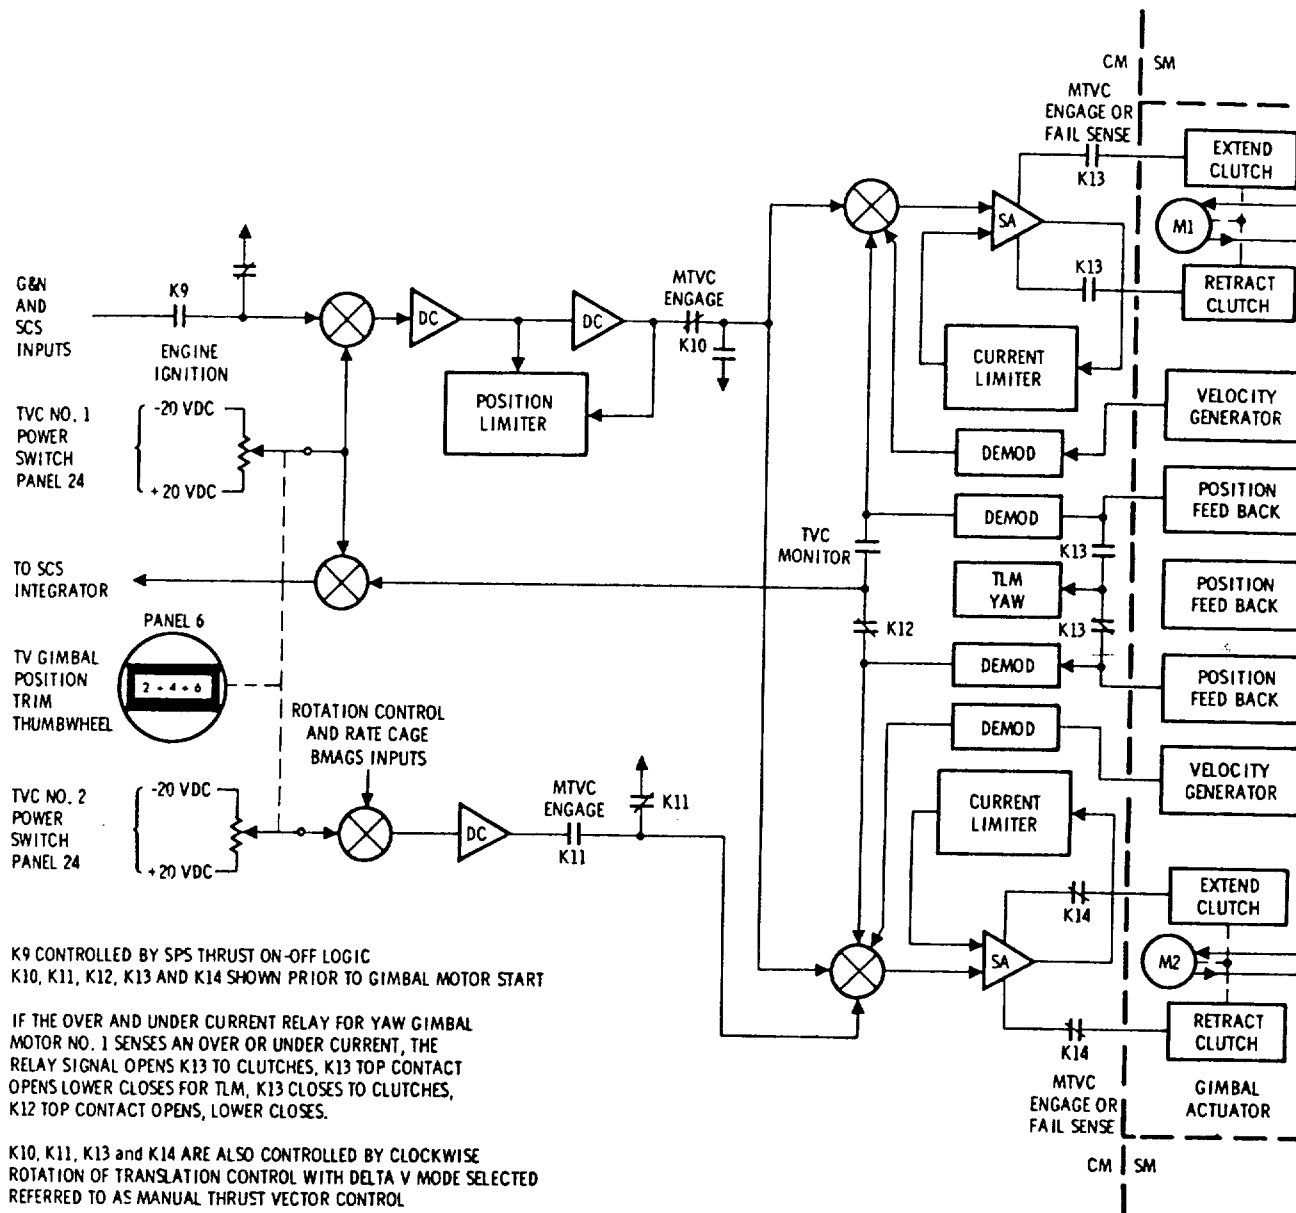 CM
SM
MTVC
ENGAGE OR
FAIL SENSE
EXTEND
CLUTCH
K13
SA
M1
K13
RETRACT
CLUTCH
G&N
AND
SCS
INPUTS
K9
ENGINE
IGNITION
DC
DC
MTVC
ENGAGE
K10
POSITION
LIMITER
CURRENT
LIMITER
VELOCITY
GENERATOR
DEMOD
TVC NO. 1
POWER
SWITCH
PANEL 24
-20 VDC
+ 20 VDC
POSITION
FEED BACK
DEMOD
K13
TVC
MONITOR
TO SCS
INTEGRATOR
TLM
YAW
POSITION
FEED BACK
K12
K13
DEMOD
POSITION
FEED BACK
PANEL 6
TV GIMBAL
POSITION
TRIM
THUMBWHEEL
2 + 4 + 6
ROTATION CONTROL
AND RATE CAGE
BMAGS INPUTS
DEMOD
VELOCITY
GENERATOR
TVC NO. 2
POWER
SWITCH
PANEL 24
-20 VDC
+20 VDC
DC
MTVC
ENGAGE
K11
K11
CURRENT
LIMITER
EXTEND
CLUTCH
K14
SA
M2
K14
RETRACT
CLUTCH
MTVC
ENGAGE OR
FAIL SENSE
GIMBAL
ACTUATOR
CM
SM
K9 CONTROLLED BY SPS THRUST ON-OFF LOGIC
K10, K11, K12, K13 AND K14 SHOWN PRIOR TO GIMBAL MOTOR START
IF THE OVER AND UNDER CURRENT RELAY FOR YAW GIMBAL
MOTOR NO. 1 SENSES AN OVER OR UNDER CURRENT, THE
RELAY SIGNAL OPENS K13 TO CLUTCHES, K13 TOP CONTACT
OPENS LOWER CLOSES FOR TLM, K13 CLOSES TO CLUTCHES,
K12 TOP CONTACT OPENS, LOWER CLOSES.
K10, K11, K13 and K14 ARE ALSO CONTROLLED BY CLOCKWISE
ROTATION OF TRANSLATION CONTROL WITH DELTA V MODE SELECTED
REFERRED TO AS MANUAL THRUST VECTOR CONTROL